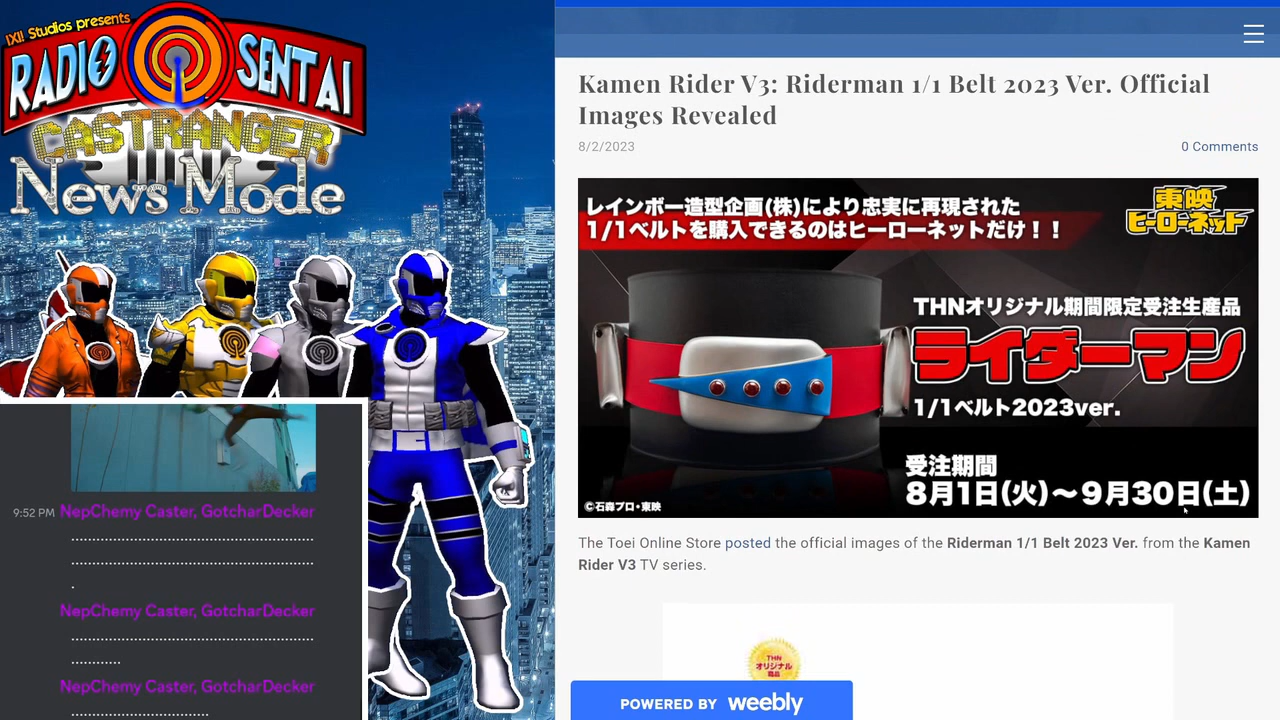 IXII Studios presents
RADIO SENTAI
CASTRANGER
News Mode
9:52 PM NepChemy Caster, GotcharDecker
NepChemy Caster, GotcharDecker
NepChemy Caster, GotcharDecker
Kamen Rider V3: Riderman 1/1 Belt 2023 Ver. Official
Images Revealed
8/2/2023
0 Comments
レインボー造型企画(株)により忠実に再現された
1/1ベルトを購入できるのはヒーローネットだけ！！
東映
ヒーローネット
THNオリジナル期間限定受注生産品
ライダーマン
1/1ベルト2023ver.
受注期間
8月1日(火)～9月30日(土)
©石森プロ・東映
The Toei Online Store posted the official images of the Riderman 1/1 Belt 2023 Ver. from the Kamen
Rider V3 TV series.
THN
オリジナル
商品
POWERED BY weebly